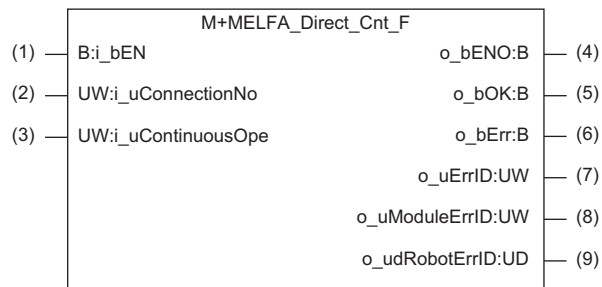 M+MELFA_Direct_Cnt_F
(1) B:i_bEN o_bENO:B (4)
(2) UW:i_uConnectionNo o_bOK:B (5)
(3) UW:i_uContinuousOpe o_bErr:B (6)
o_uErrID:UW (7)
o_uModuleErrID:UW (8)
o_udRobotErrID:UD (9)